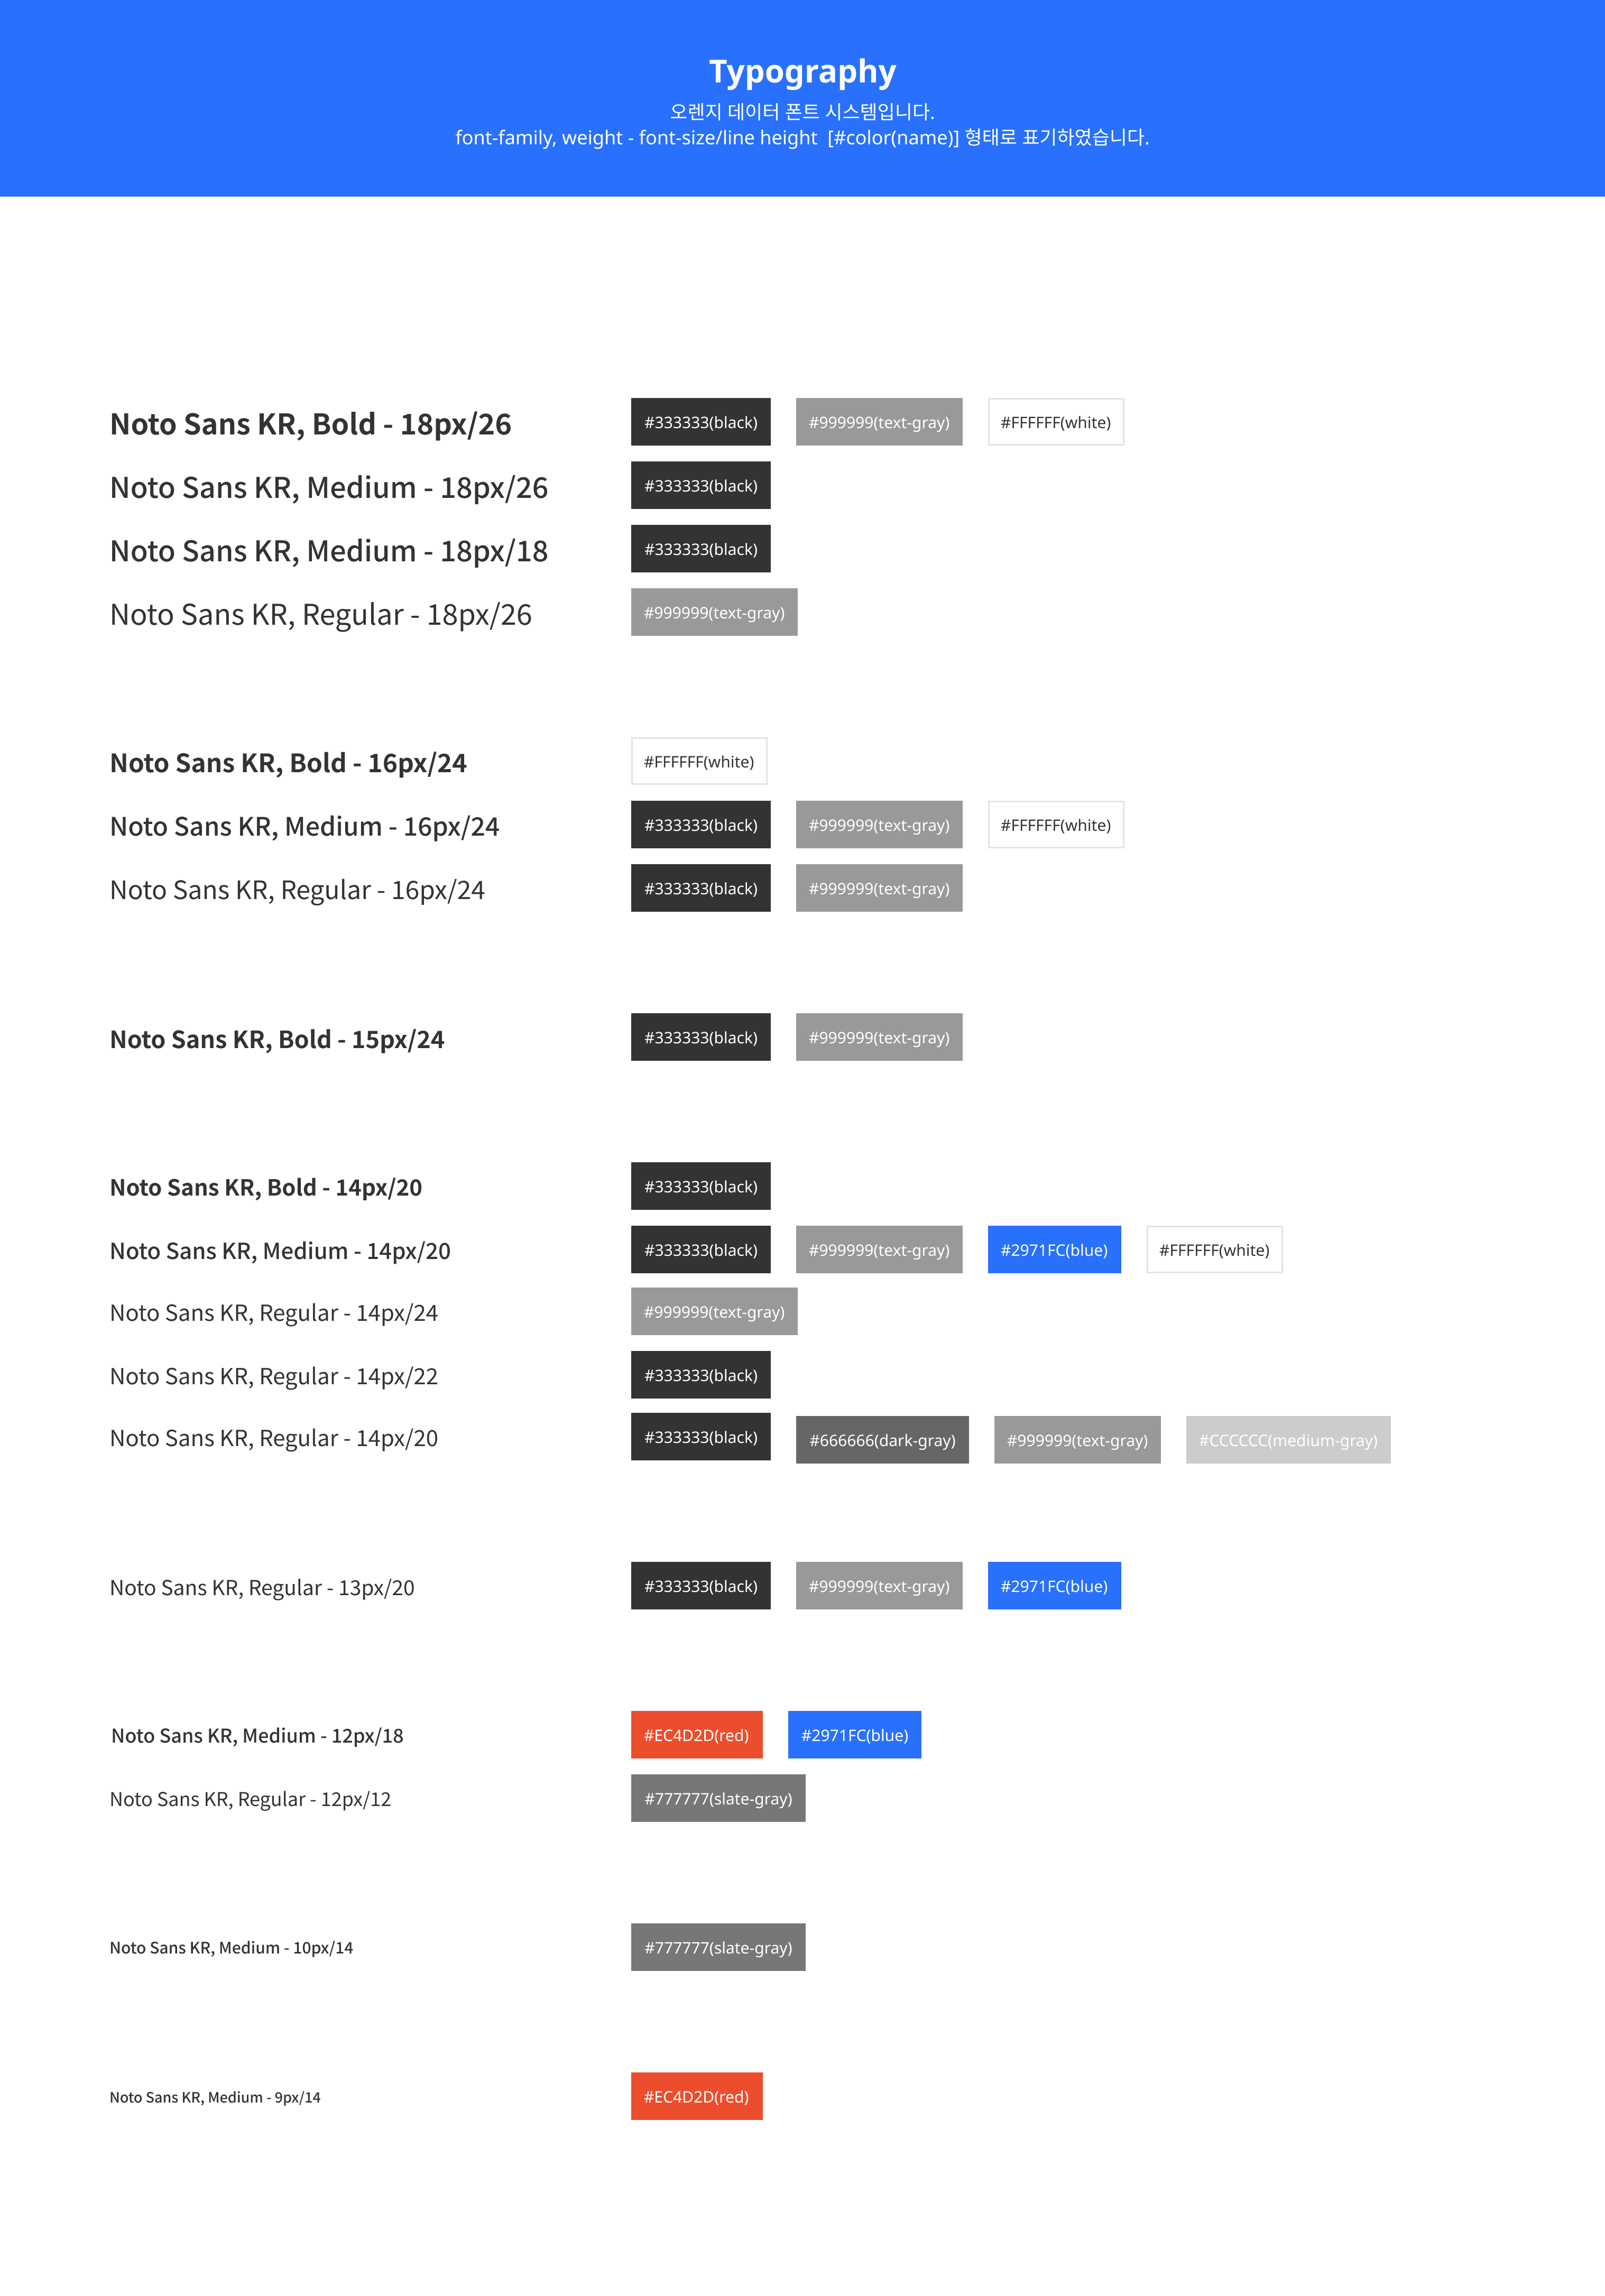 Typography
오렌지 데이터 폰트 시스템입니다.
font-family, weight - font-size/line height  [#color(name)] 형태로 표기하였습니다.
Noto Sans KR, Bold - 18px/26 #333333(black) #999999(text-gray) #FFFFFF(white)
Noto Sans KR, Medium - 18px/26 #333333(black)
Noto Sans KR, Medium - 18px/18 #333333(black)
Noto Sans KR, Regular - 18px/26 #999999(text-gray)
Noto Sans KR, Bold - 16px/24 #FFFFFF(white)
Noto Sans KR, Medium - 16px/24 #333333(black) #999999(text-gray) #FFFFFF(white)
Noto Sans KR, Regular - 16px/24 #333333(black) #999999(text-gray)
Noto Sans KR, Bold - 15px/24 #333333(black) #999999(text-gray)
Noto Sans KR, Bold - 14px/20 #333333(black)
Noto Sans KR, Medium - 14px/20 #333333(black) #999999(text-gray) #2971FC(blue) #FFFFFF(white)
Noto Sans KR, Regular - 14px/24 #999999(text-gray)
Noto Sans KR, Regular - 14px/22 #333333(black)
Noto Sans KR, Regular - 14px/20 #333333(black) #666666(dark-gray) #999999(text-gray) #CCCCCC(medium-gray)
Noto Sans KR, Regular - 13px/20 #333333(black) #999999(text-gray) #2971FC(blue)
Noto Sans KR, Medium - 12px/18 #EC4D2D(red) #2971FC(blue)
Noto Sans KR, Regular - 12px/12 #777777(slate-gray)
Noto Sans KR, Medium - 10px/14 #777777(slate-gray)
Noto Sans KR, Medium - 9px/14 #EC4D2D(red)